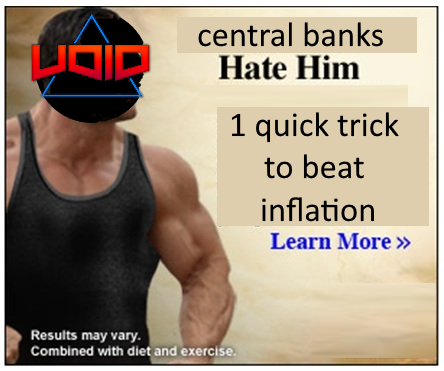 VOID
central banks
Hate Him
1 quick trick
to beat
inflation
Learn More »
Results may vary.
Combined with diet and exercise.